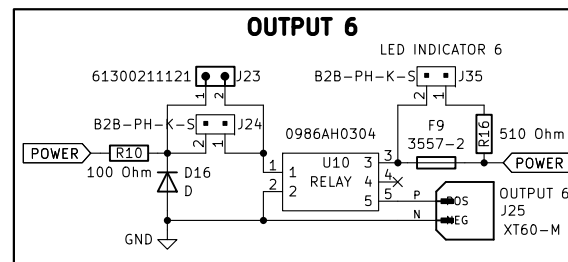 OUTPUT 6
LED INDICATOR 6
61300211121 J23
B2B-PH-K-S J35
1 2
2 1
B2B-PH-K-S J24
2 1
0986AH0304
F9
3557-2
R16
510 Ohm
POWER
R10
100 Ohm
D16
D
1 1
2 2
U10
RELAY
3 3
4 4
5 5
POWER
P
N
POS
NEG
OUTPUT 6
J25
XT60-M
GND